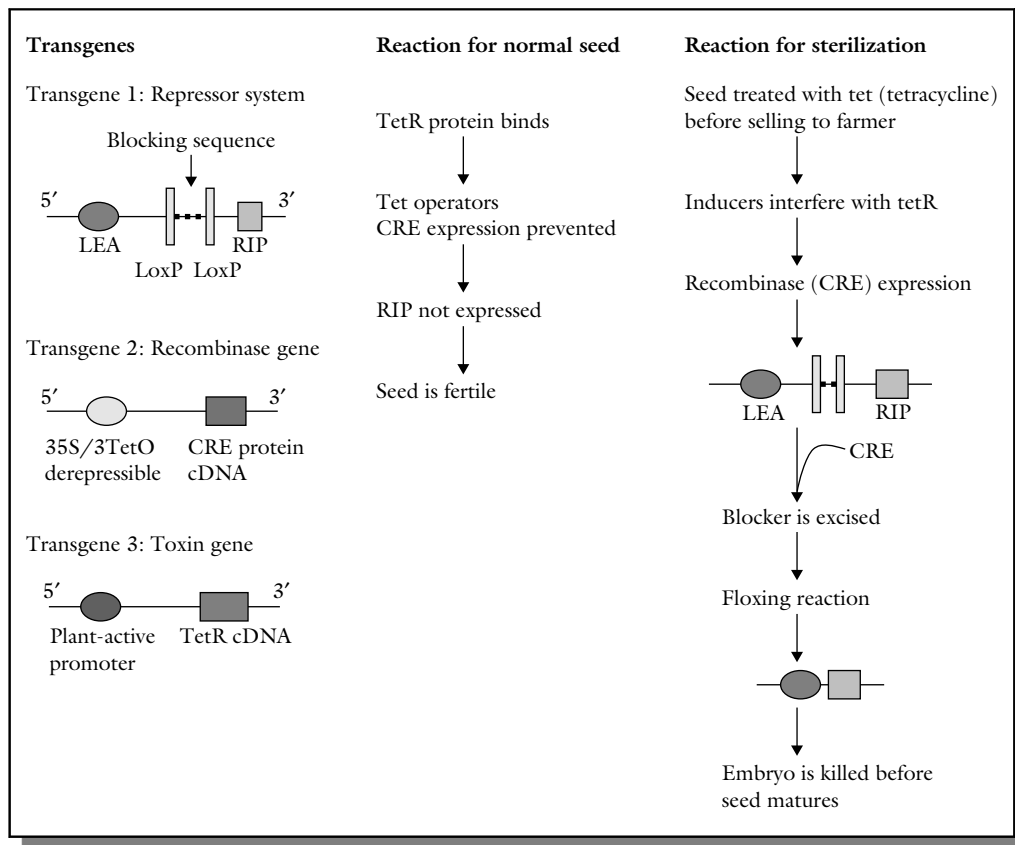 Transgenes
Transgene 1: Repressor system
Blocking sequence
5′ 3′
LEA RIP
LoxP LoxP
Transgene 2: Recombinase gene
5′ 3′
35S/3TetO CRE protein
derepressible cDNA
Transgene 3: Toxin gene
5′ 3′
Plant-active TetR cDNA
promoter
Reaction for normal seed
TetR protein binds
Tet operators
CRE expression prevented
RIP not expressed
Seed is fertile
Reaction for sterilization
Seed treated with tet (tetracycline)
before selling to farmer
Inducers interfere with tetR
Recombinase (CRE) expression
LEA RIP
CRE
Blocker is excised
Floxing reaction
Embryo is killed before
seed matures